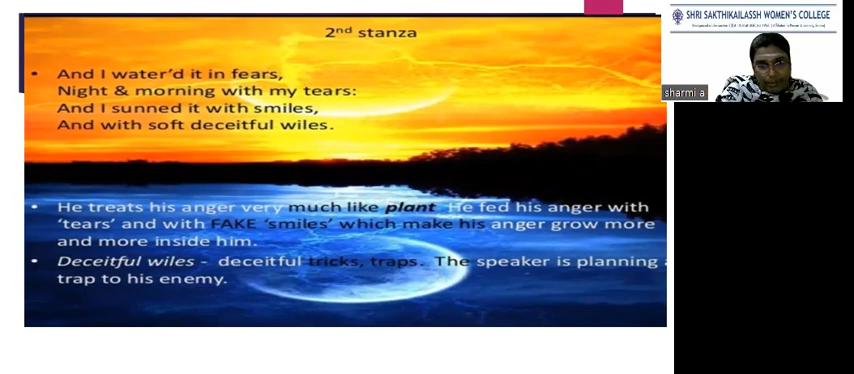 2nd stanza
• And I water'd it in fears,
Night & morning with my tears:
And I sunned it with smiles,
And with soft deceitful wiles.
• He treats his anger very much like plant He fed his anger with
'tears' and with FAKE 'smiles' which make his anger grow more
and more inside him.
• Deceitful wiles - deceitful tricks, traps. The speaker is planning a
trap to his enemy.
SHRI SAKTHIKAILASSH WOMEN'S COLLEGE
sharmi a